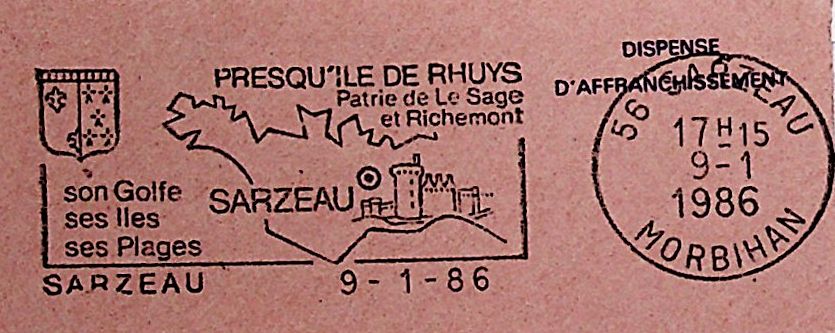 PRESQU'ILE DE RHUYS
Patrie de Le Sage
et Richemont
son Golfe
ses Iles
ses Plages
SARZEAU
SARZEAU 9-1-86
DISPENSE
D'AFFRANCHISSEMENT
56 SARZEAU
17H15
9-1
1986
MORBIHAN